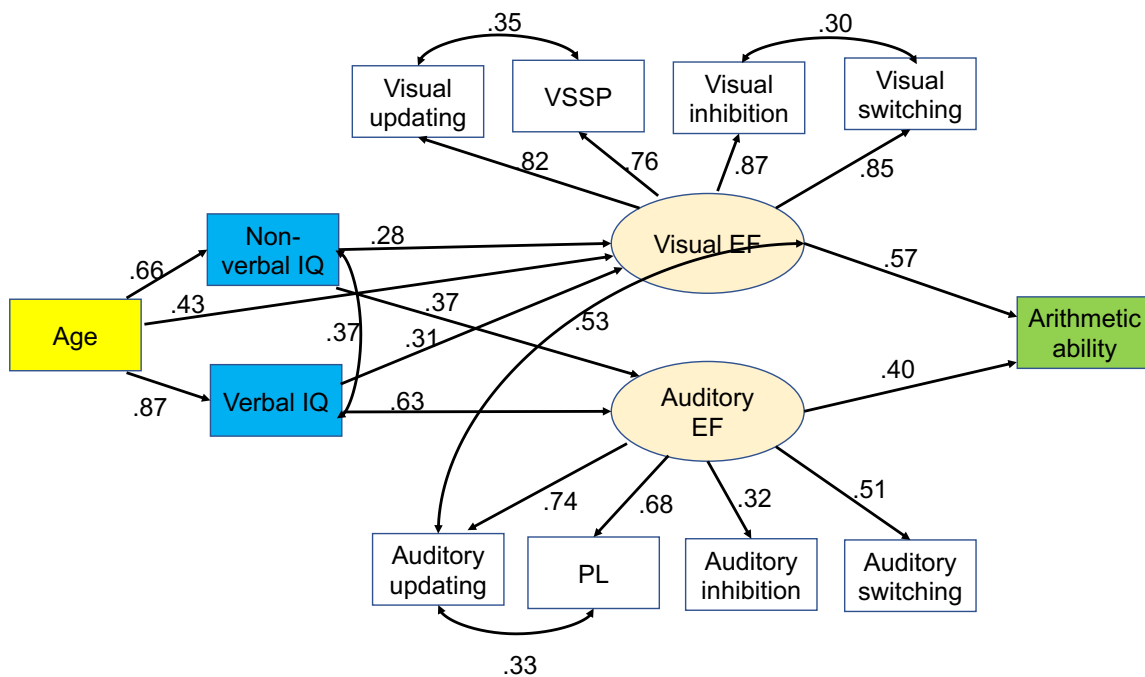 .35
.30
Visual
updating
VSSP
Visual
inhibition
Visual
switching
82
.76
.87
.85
Non-
verbal IQ
.28
Visual EF
.57
.66
.43
.37
.53
Age
.37
.31
Arithmetic
ability
.87
Verbal IQ
.63
Auditory
EF
.40
.74
.68
.32
.51
Auditory
updating
PL
Auditory
inhibition
Auditory
switching
.33